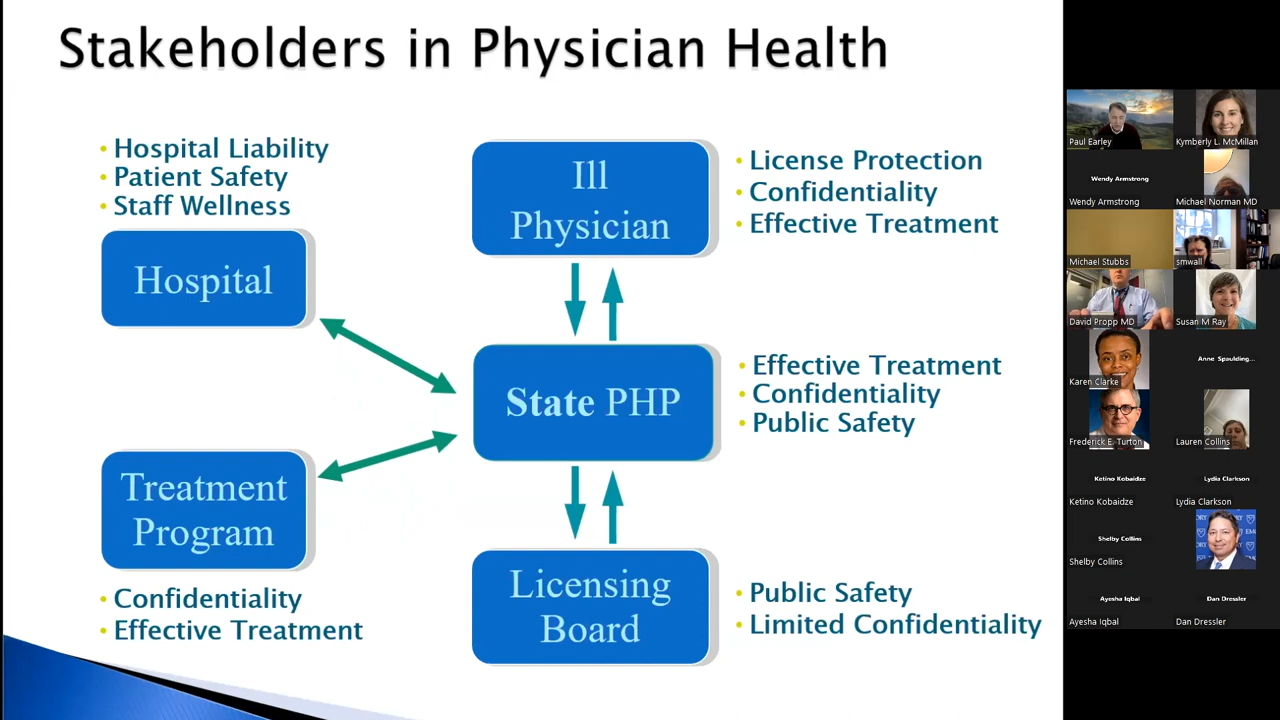 Stakeholders in Physician Health
• Hospital Liability
• Patient Safety
• Staff Wellness
Hospital
Ill
Physician
• License Protection
• Confidentiality
• Effective Treatment
State PHP
• Effective Treatment
• Confidentiality
• Public Safety
Treatment
Program
• Confidentiality
• Effective Treatment
Licensing
Board
• Public Safety
• Limited Confidentiality
Paul Earley
Kymberly L. McMillan
Wendy Armstrong
Wendy Armstrong
Michael Norman MD
Michael Stubbs
smwall
David Propp MD
Susan M Ray
Karen Clarke
Anne Spaulding...
Frederick E. Turton
Lauren Collins
Ketino Kobaidze
Lydia Clarkson
Ketino Kobaidze
Lydia Clarkson
Shelby Collins
Shelby Collins
Ayesha Iqbal
Dan Dressler
Ayesha Iqbal
Dan Dressler